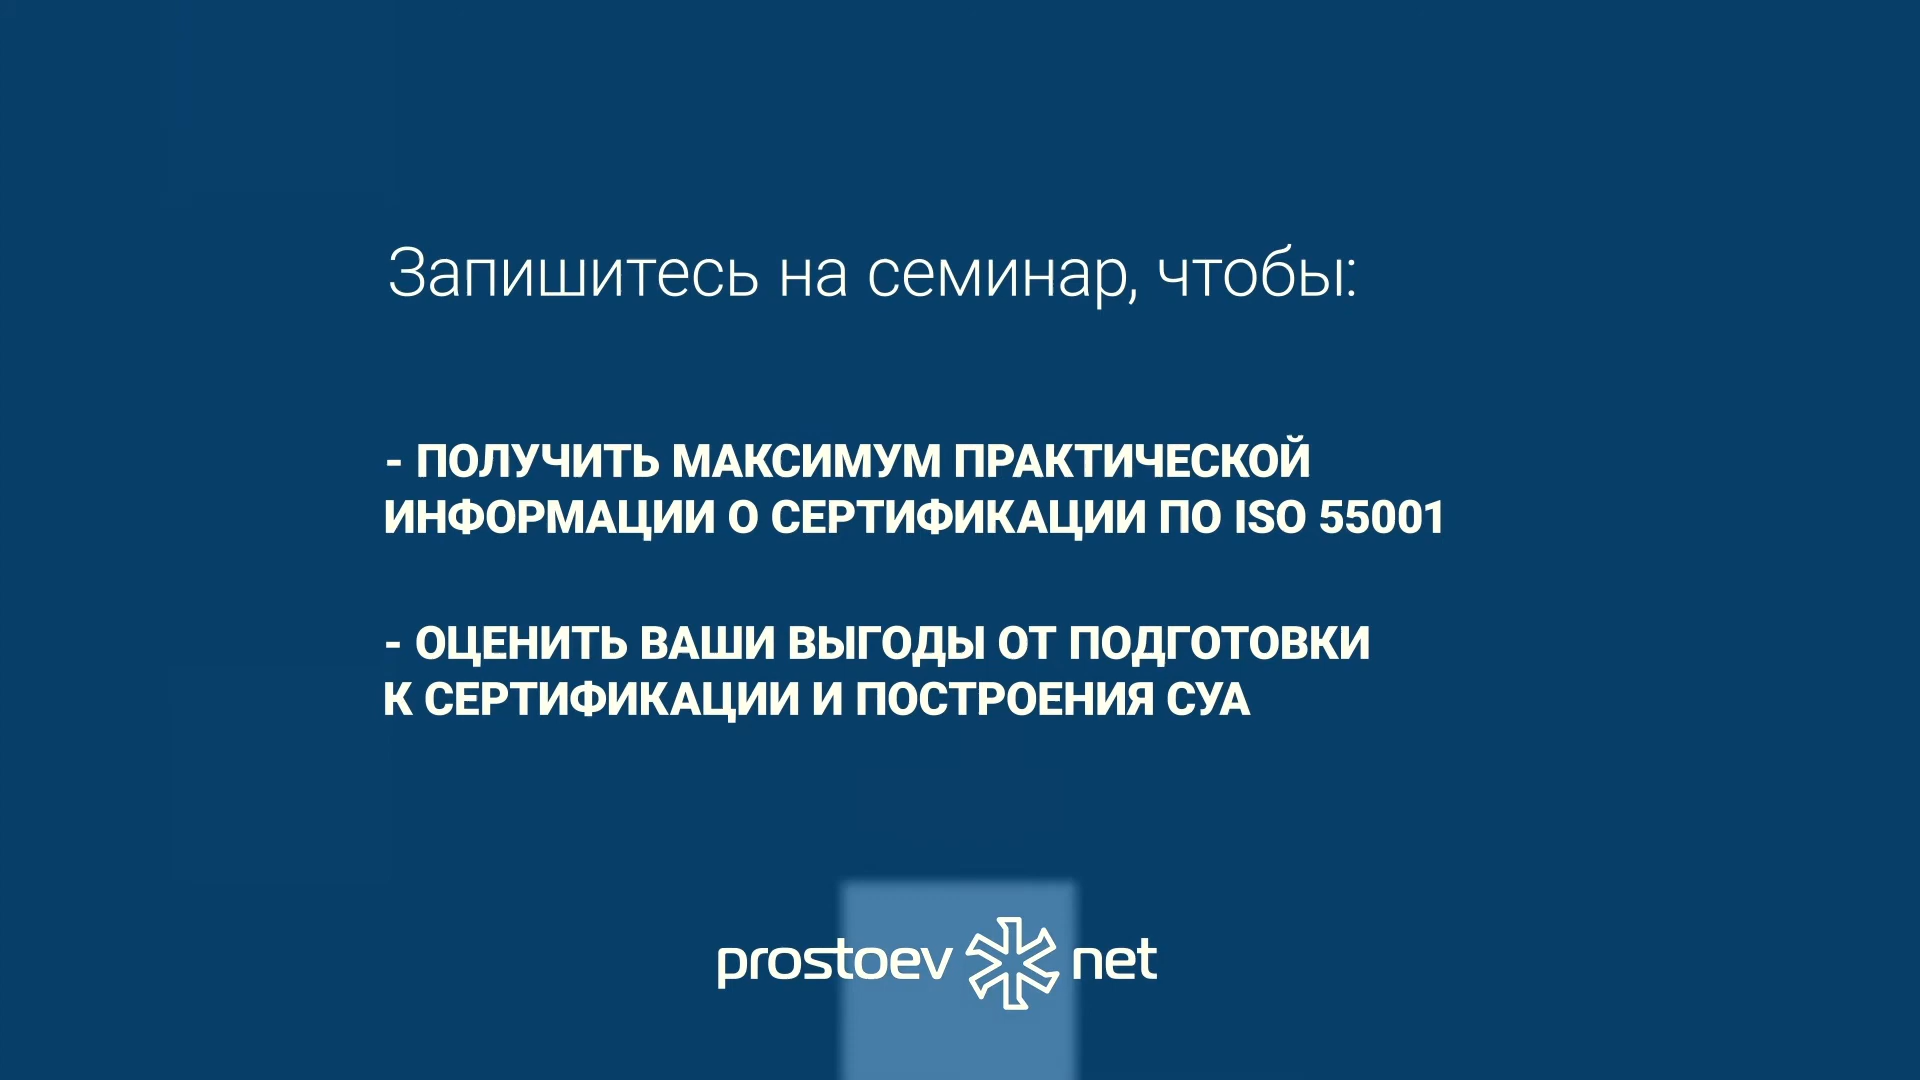 Запишитесь на семинар, чтобы:
- ПОЛУЧИТЬ МАКСИМУМ ПРАКТИЧЕСКОЙ
ИНФОРМАЦИИ О СЕРТИФИКАЦИИ ПО ISO 55001
- ОЦЕНИТЬ ВАШИ ВЫГОДЫ ОТ ПОДГОТОВКИ
К СЕРТИФИКАЦИИ И ПОСТРОЕНИЯ СУА
prostoev net